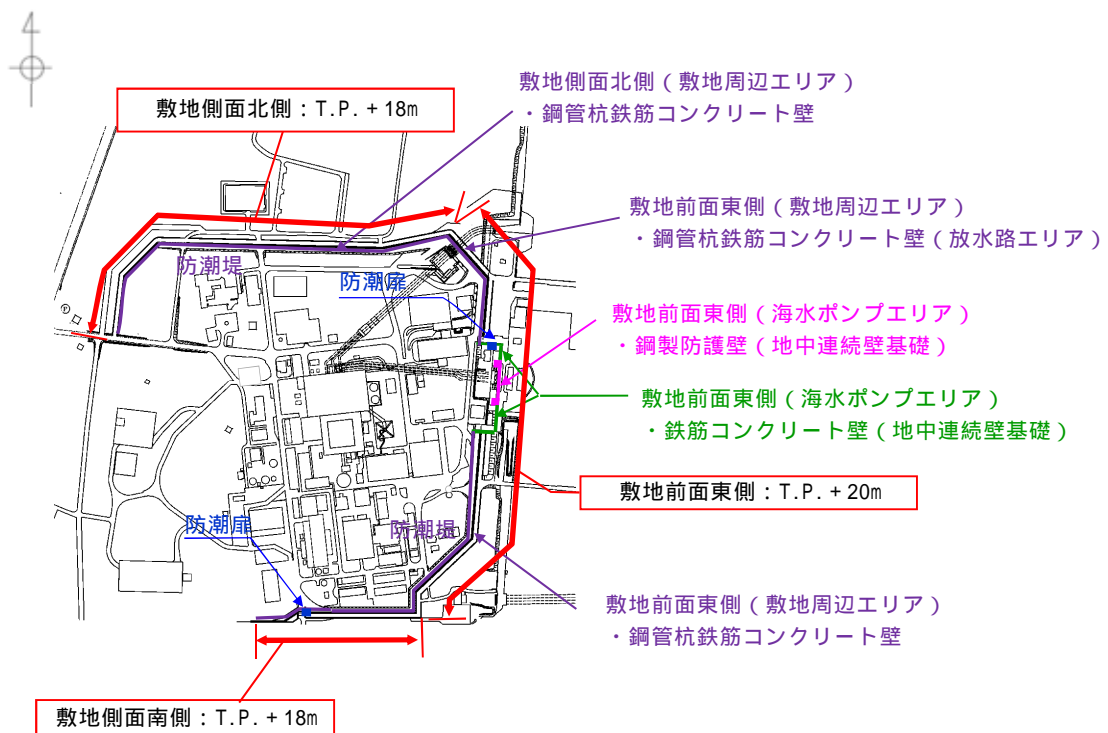 敷地側面北側（敷地周辺エリア）
・鋼管杭鉄筋コンクリート壁
敷地側面北側：T.P.+18m
敷地前面東側（敷地周辺エリア）
・鋼管杭鉄筋コンクリート壁（放水路エリア）
防潮堤
防潮扉
敷地前面東側（海水ポンプエリア）
・鋼製防護壁（地中連続壁基礎）
敷地前面東側（海水ポンプエリア）
・鉄筋コンクリート壁（地中連続壁基礎）
敷地前面東側：T.P.+20m
防潮扉
防潮堤
敷地前面東側（敷地周辺エリア）
・鋼管杭鉄筋コンクリート壁
敷地側面南側：T.P.+18m